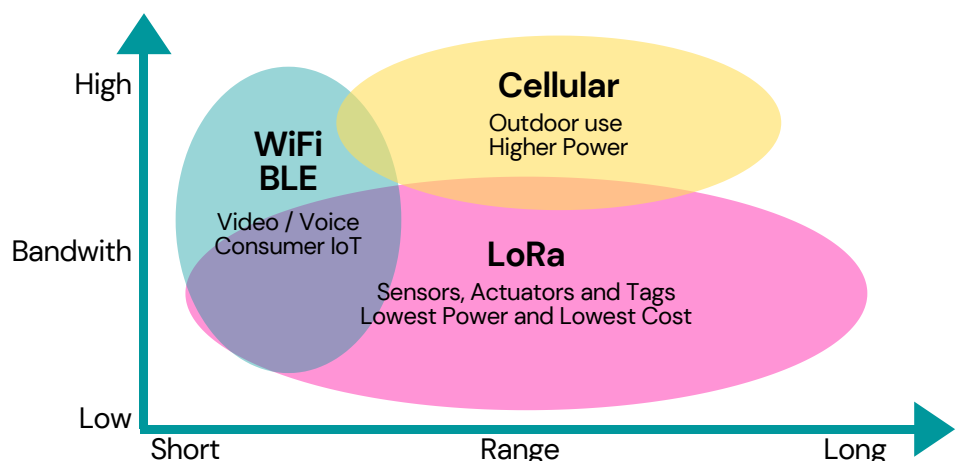 High
Cellular
Outdoor use
Higher Power
WiFi
BLE
Video / Voice
Consumer IoT
Bandwith
LoRa
Sensors, Actuators and Tags
Lowest Power and Lowest Cost
Low
Short
Range
Long